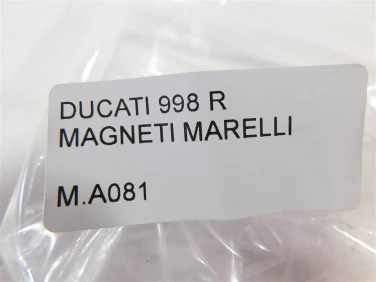 DUCATI 998 R
MAGNETI MARELLI
M.A081